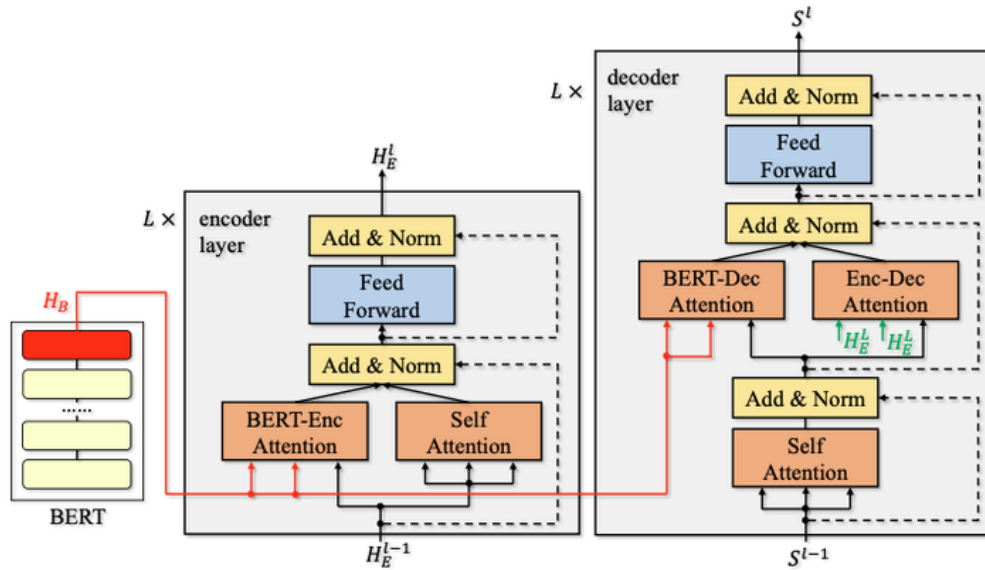 S^l
L ×
decoder
layer
Add & Norm
Feed
Forward
Add & Norm
BERT-Dec
Attention
Enc-Dec
Attention
H_E^L
H_E^L
Add & Norm
Self
Attention
S^{l-1}
H_E^l
L ×
encoder
layer
Add & Norm
Feed
Forward
Add & Norm
BERT-Enc
Attention
Self
Attention
H_E^{l-1}
H_B
......
BERT